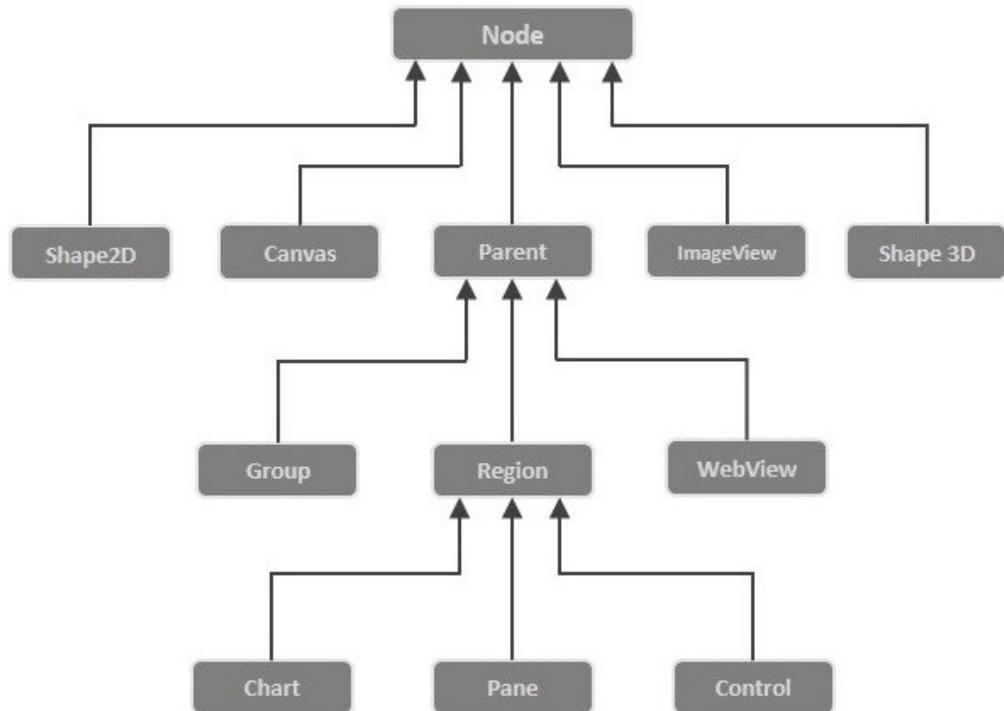 Node
Shape2D
Canvas
Parent
ImageView
Shape 3D
Group
Region
WebView
Chart
Pane
Control